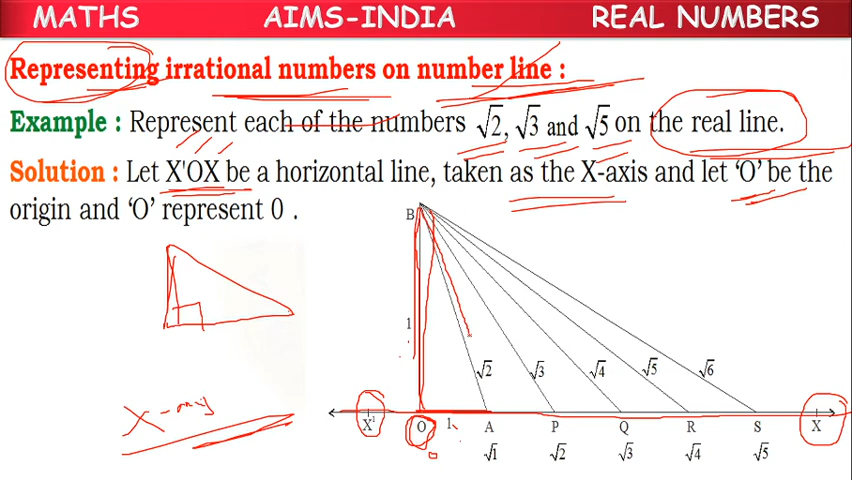 MATHS AIMS-INDIA REAL NUMBERS
Representing irrational numbers on number line :
Example : Represent each of the numbers √2, √3 and √5 on the real line.
Solution : Let X'OX be a horizontal line, taken as the X-axis and let 'O' be the
origin and 'O' represent 0 .
B
1
√2 √3 √4 √5 √6
X-axis
X' O 1 A P Q R S X
√1 √2 √3 √4 √5